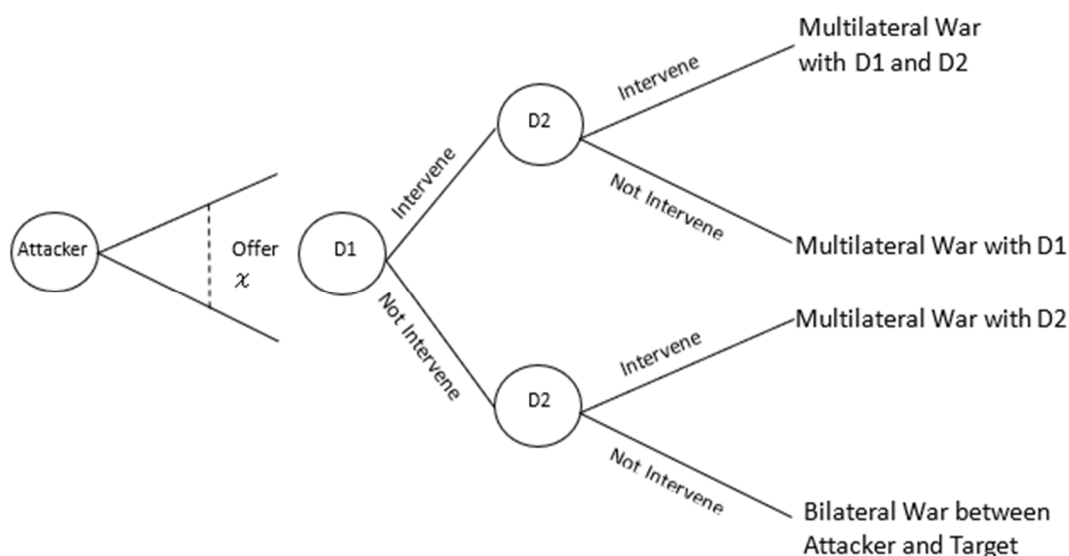 Attacker
Offer
χ
D1
Intervene
Not Intervene
D2
Intervene
Not Intervene
Multilateral War
with D1 and D2
Multilateral War with D1
D2
Intervene
Not Intervene
Multilateral War with D2
Bilateral War between
Attacker and Target